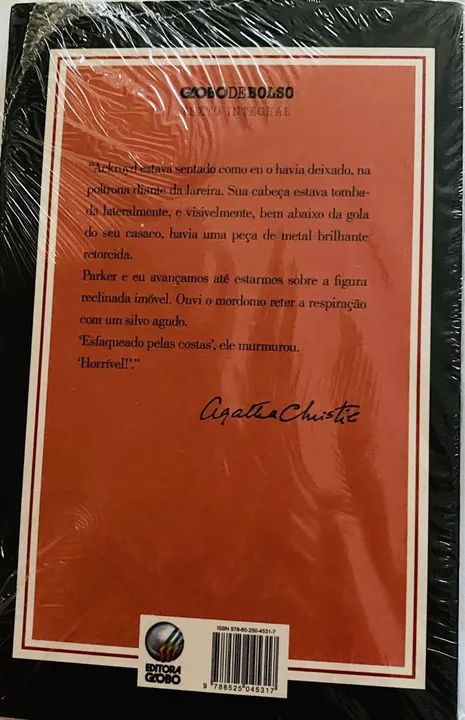 GLOBODEBOLSO
TEXTO INTEGRAL
“Ackroyd estava sentado como eu o havia deixado, na
poltrona diante da lareira. Sua cabeça estava tomba-
da lateralmente, e visivelmente, bem abaixo da gola
do seu casaco, havia uma peça de metal brilhante
retorcida.
Parker e eu avançamos até estarmos sobre a figura
reclinada imóvel. Ouvi o mordomo reter a respiração
com um silvo agudo.
‘Esfaqueado pelas costas’, ele murmurou.
‘Horrível!’.”
Agatha Christie
ISBN 978-85-250-4531-7
EDITORA
GLOBO
9 788525 045317